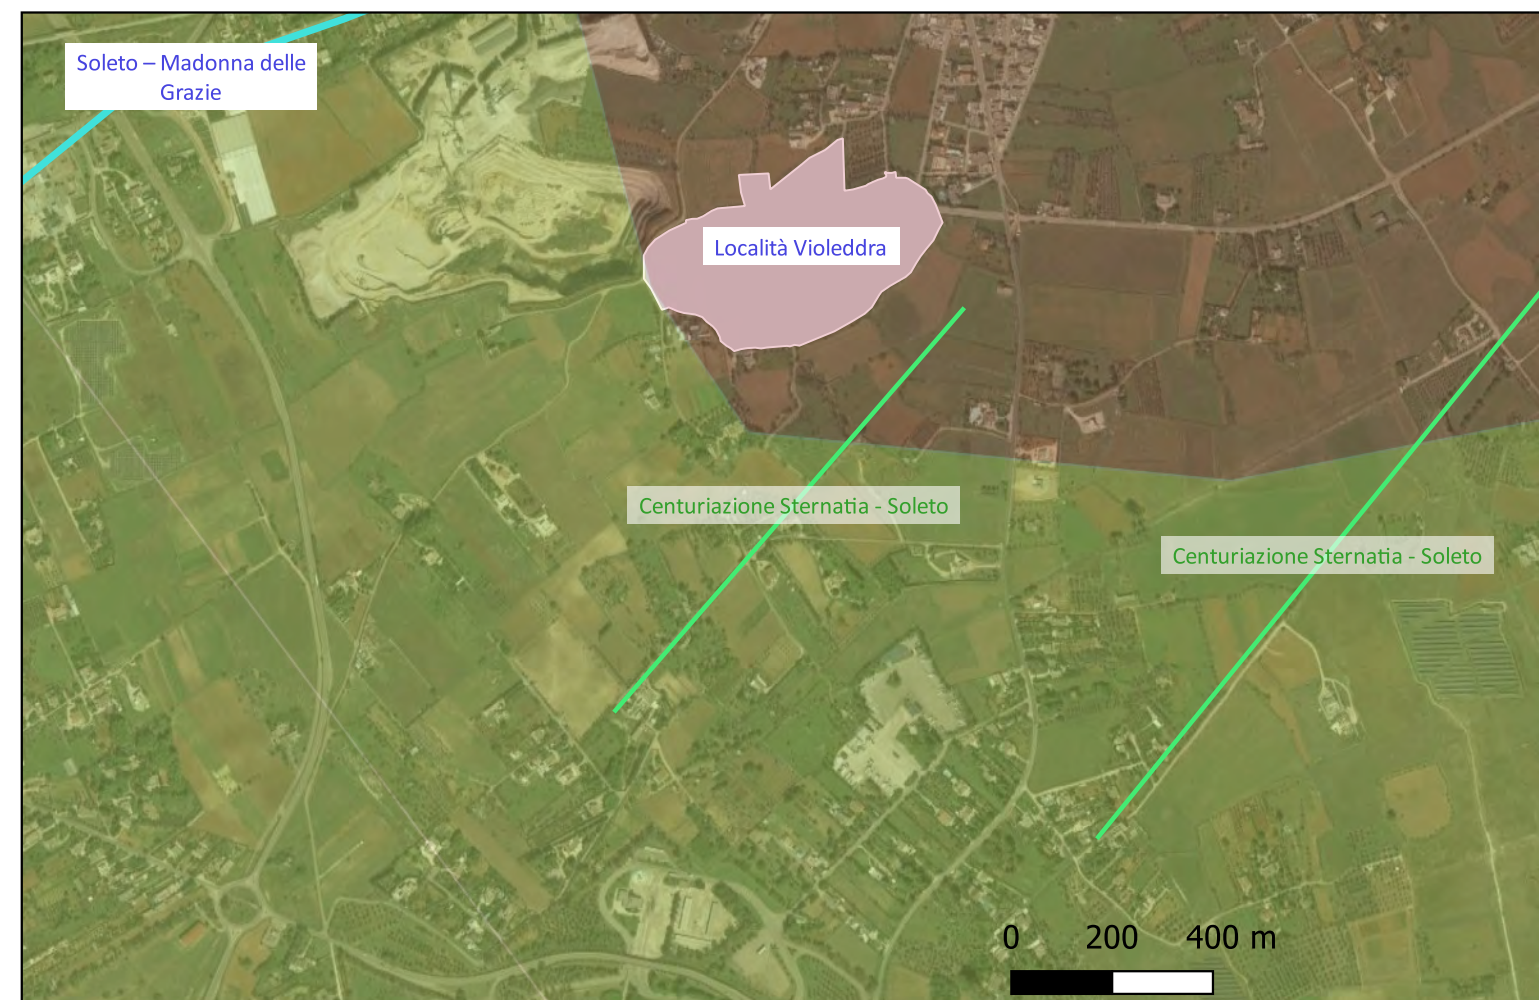 Soleto – Madonna delle
Grazie
Località Violeddra
Centuriazione Sternatia - Soleto
Centuriazione Sternatia - Soleto
0 200 400 m